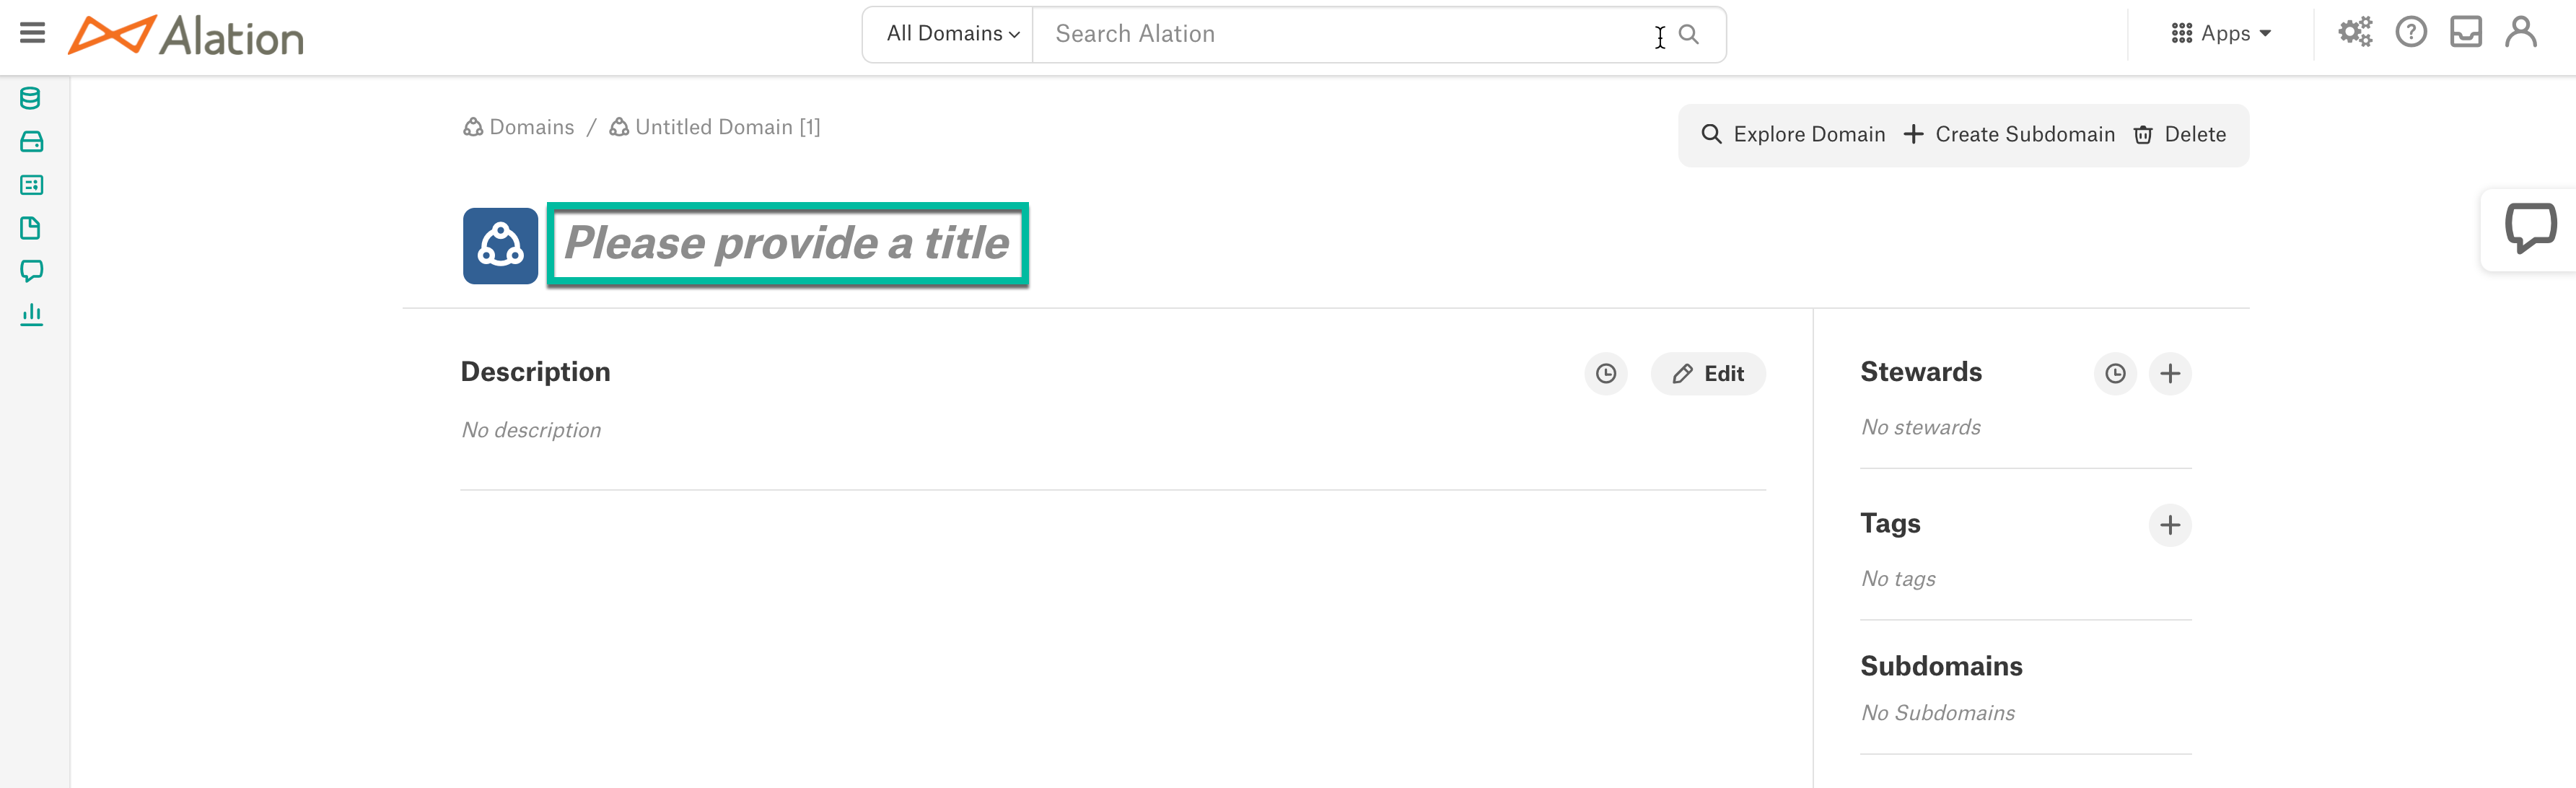 Alation
All Domains
Search Alation
Apps
Domains / Untitled Domain [1]
Explore Domain
Create Subdomain
Delete
Please provide a title
Description
Edit
No description
Stewards
No stewards
Tags
No tags
Subdomains
No Subdomains